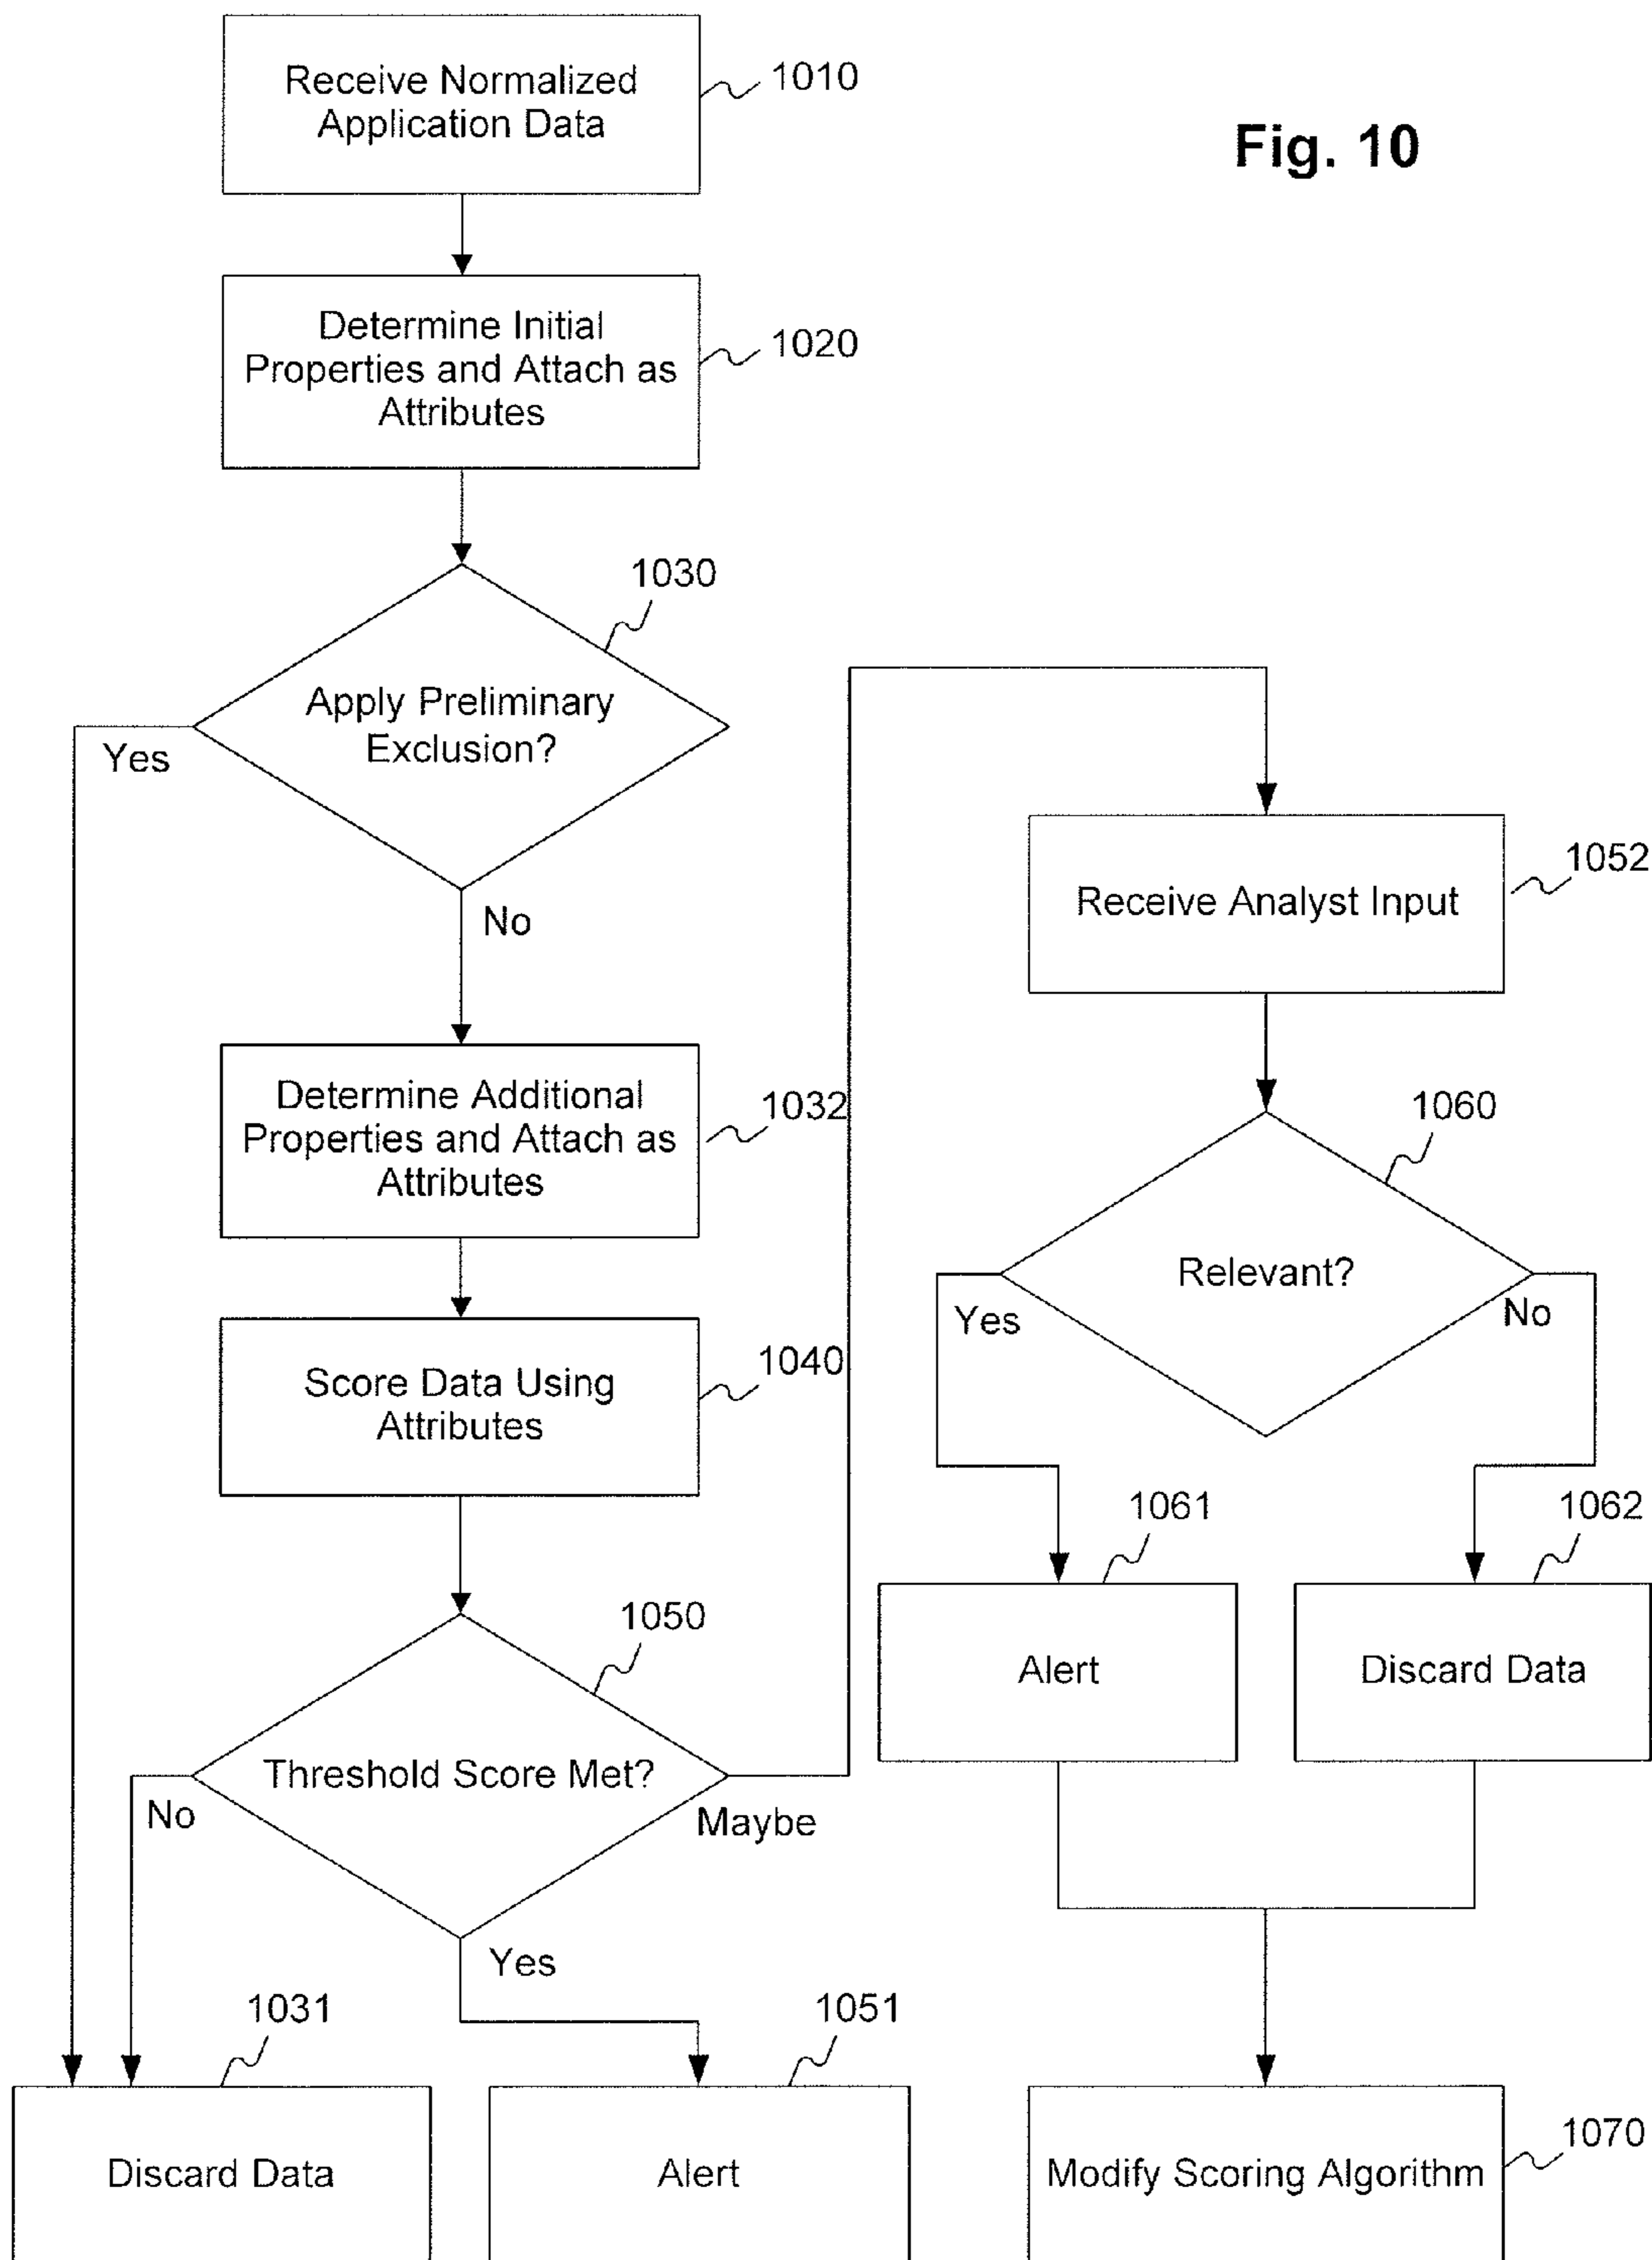 Fig. 10
Receive Normalized
Application Data
1010
Determine Initial
Properties and Attach as
Attributes
1020
1030
Apply Preliminary
Exclusion?
Yes
No
Determine Additional
Properties and Attach as
Attributes
1032
Score Data Using
Attributes
1040
1050
Threshold Score Met?
No
Maybe
Yes
1031
Discard Data
1051
Alert
Receive Analyst Input
1052
1060
Relevant?
Yes
No
1061
Alert
1062
Discard Data
Modify Scoring Algorithm
1070